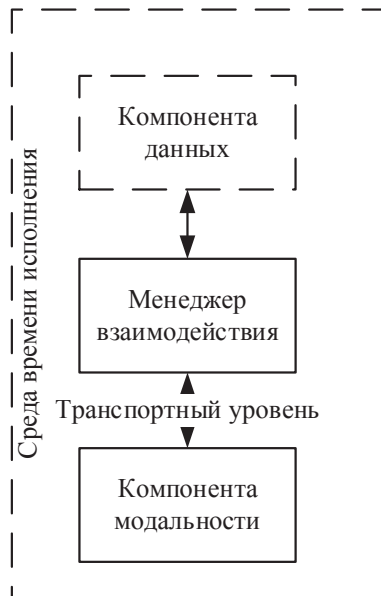 Компонента
данных
Среда времени исполнения
Менеджер
взаимодействия
Транспортный уровень
Компонента
модальности